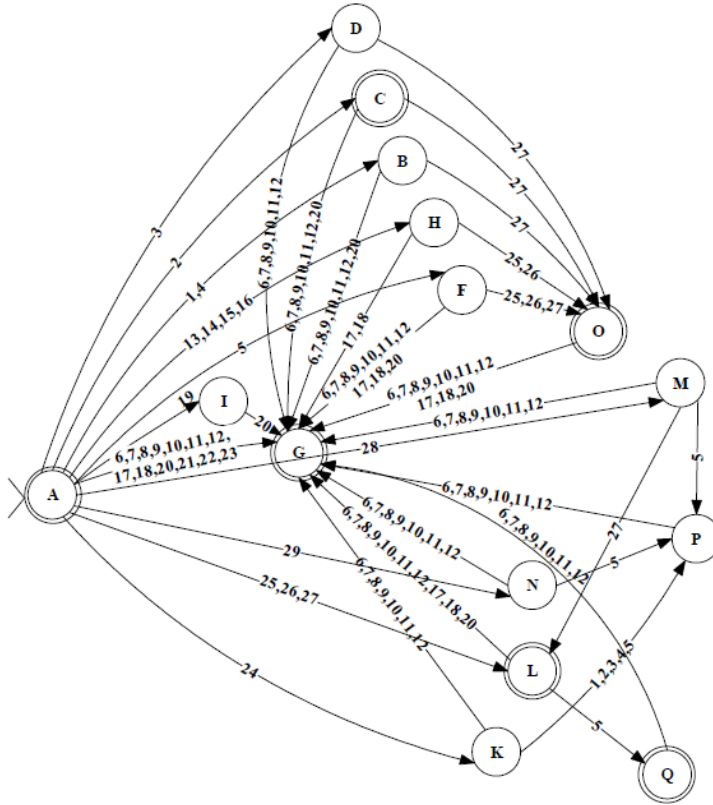 D
C
B
H
F
O
M
I
G
A
P
N
L
K
Q
3
2
1,4
13,14,15,16
5
19
6,7,8,9,10,11,12,
17,18,20,21,22,23
28
29
25,26,27
24
6,7,8,9,10,11,12
27
6,7,8,9,10,11,12,20
27
6,7,8,9,10,11,12,20
27
17,18
25,26
6,7,8,9,10,11,12
17,18,20
25,26,27
6,7,8,9,10,11,12
17,18,20
20
6,7,8,9,10,11,12
5
27
6,7,8,9,10,11,12
6,7,8,9,10,11,12
5
6,7,8,9,10,11,12,17,18,20
5
6,7,8,9,10,11,12
1,2,3,4,5
6,7,8,9,10,11,12